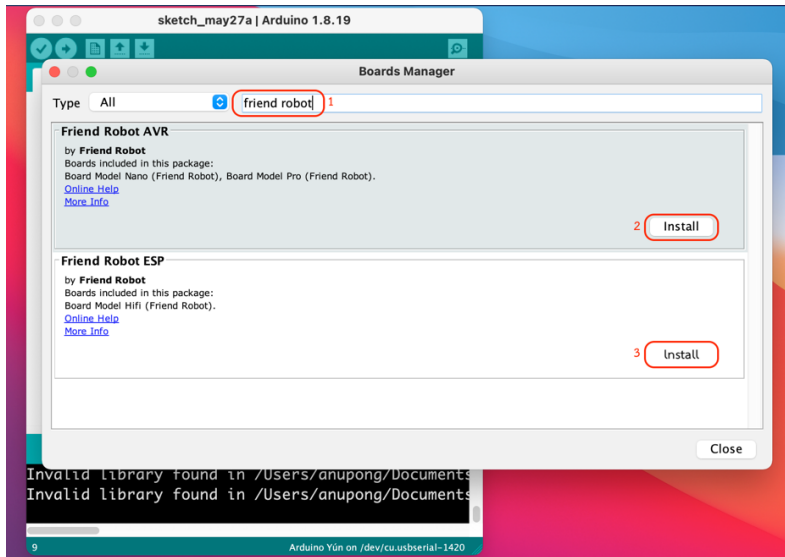 sketch_may27a | Arduino 1.8.19
Boards Manager
Type All friend robot 1
Friend Robot AVR
by Friend Robot
Boards included in this package:
Board Model Nano (Friend Robot), Board Model Pro (Friend Robot).
Online Help
More Info
2 Install
Friend Robot ESP
by Friend Robot
Boards included in this package:
Board Model Hifi (Friend Robot).
Online Help
More Info
3 Install
Close
Invalid library found in /Users/anupong/Documents
Invalid library found in /Users/anupong/Documents
9 Arduino Yún on /dev/cu.usbserial-1420